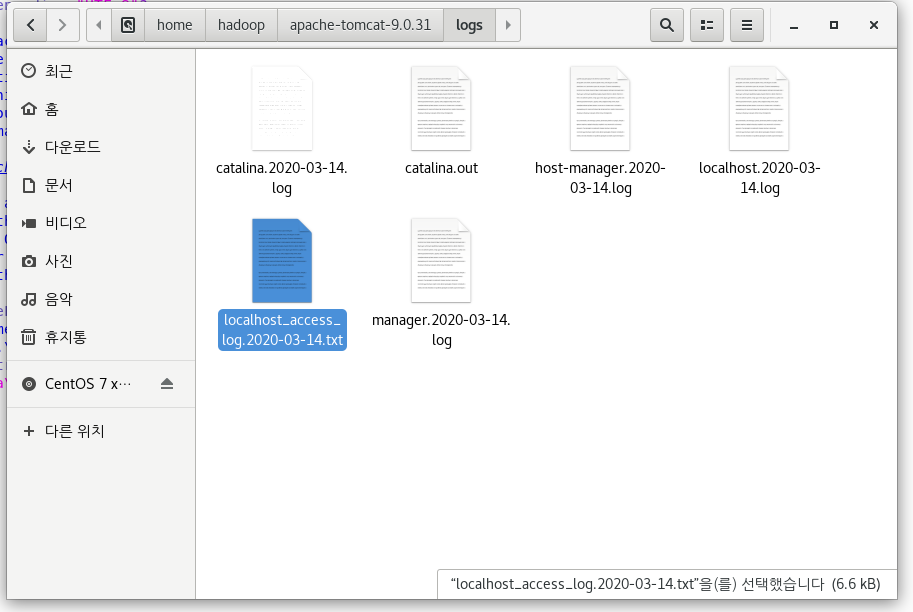 home hadoop apache-tomcat-9.0.31 logs
최근
홈
다운로드
문서
비디오
사진
음악
휴지통
CentOS 7 x…
다른 위치
catalina.2020-03-14.
log
catalina.out
host-manager.2020-
03-14.log
localhost.2020-03-
14.log
localhost_access_
log.2020-03-14.txt
manager.2020-03-14.
log
“localhost_access_log.2020-03-14.txt”을(를) 선택했습니다 (6.6 kB)